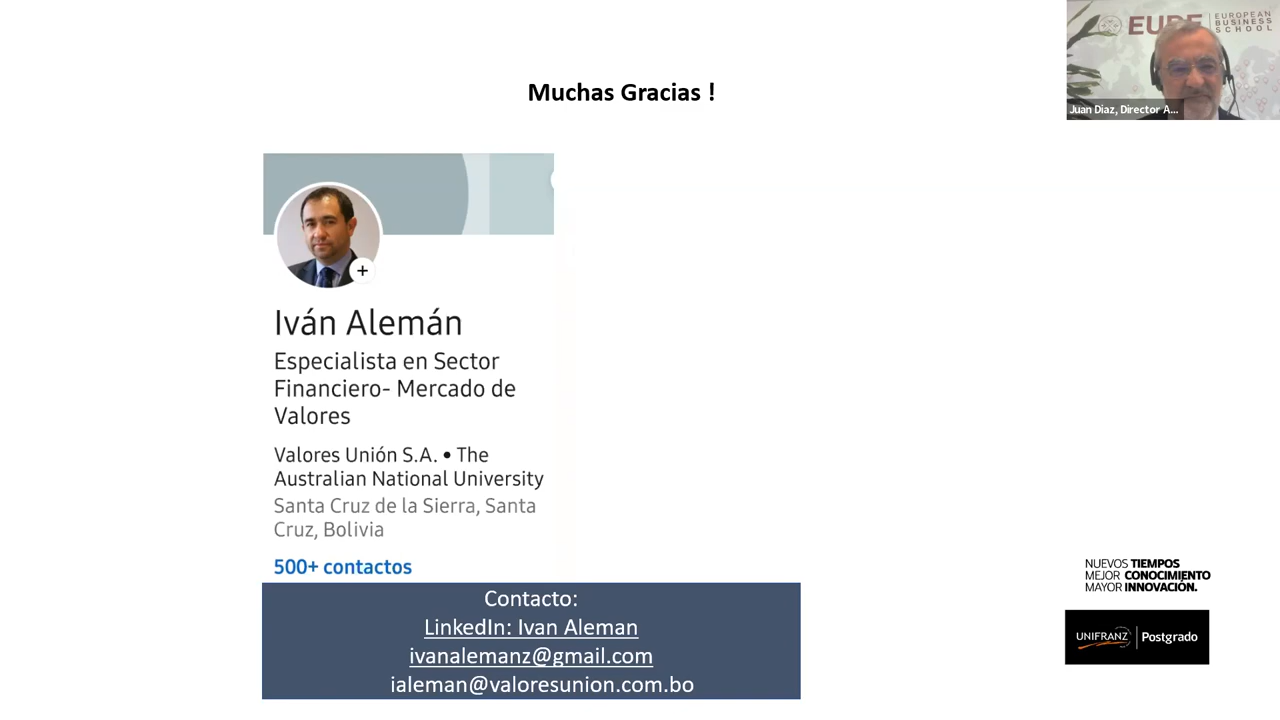 Muchas Gracias !
EUROPEAN
BUSINESS
SCHOOL
Juan Diaz, Director A...
+
Iván Alemán
Especialista en Sector
Financiero- Mercado de
Valores
Valores Unión S.A. • The
Australian National University
Santa Cruz de la Sierra, Santa
Cruz, Bolivia
500+ contactos
Contacto:
LinkedIn: Ivan Aleman
ivanalemanz@gmail.com
ialeman@valoresunion.com.bo
NUEVOS TIEMPOS
MEJOR CONOCIMIENTO
MAYOR INNOVACIÓN.
UNIFRANZ | Postgrado